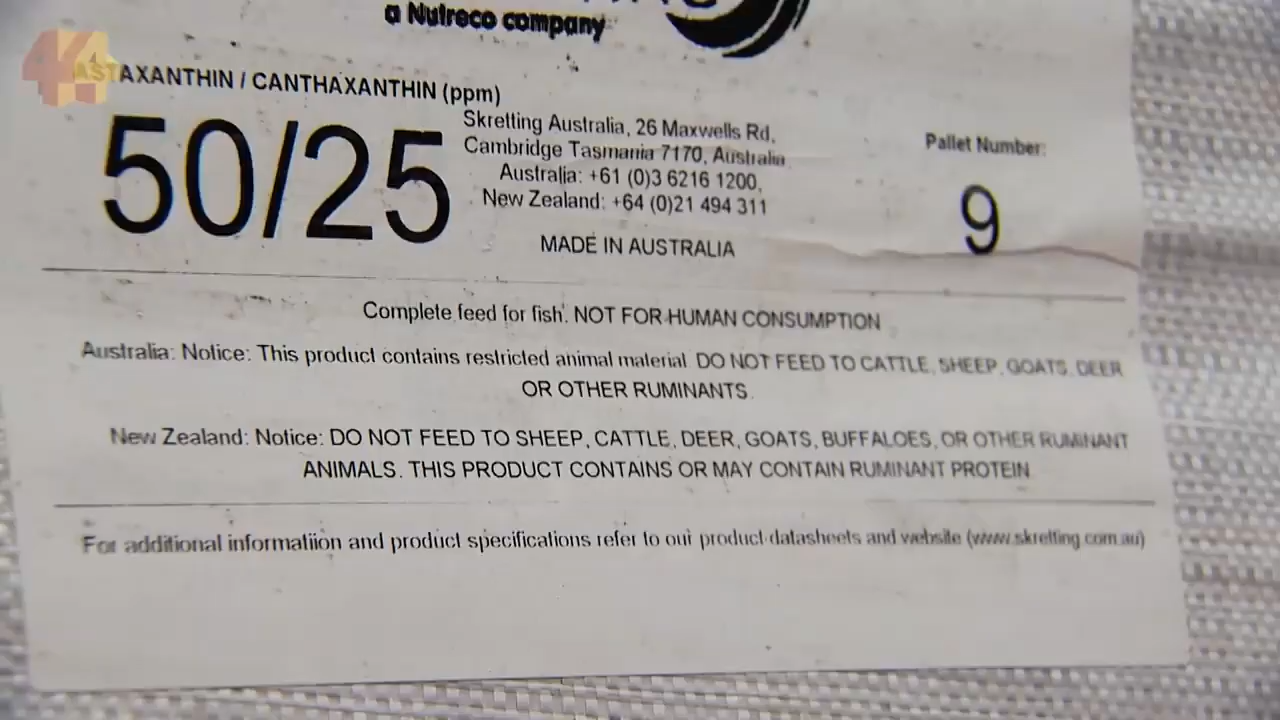 a Nutreco company
ASTAXANTHIN / CANTHAXANTHIN (ppm)
50/25
Skretting Australia, 26 Maxwells Rd,
Cambridge Tasmania 7170, Australia
Australia: +61 (0)3 6216 1200,
New Zealand: +64 (0)21 494 311
MADE IN AUSTRALIA
Pallet Number:
9
Complete feed for fish. NOT FOR HUMAN CONSUMPTION
Australia: Notice: This product contains restricted animal material. DO NOT FEED TO CATTLE, SHEEP, GOATS, DEER
OR OTHER RUMINANTS.
New Zealand: Notice: DO NOT FEED TO SHEEP, CATTLE, DEER, GOATS, BUFFALOES, OR OTHER RUMINANT
ANIMALS. THIS PRODUCT CONTAINS OR MAY CONTAIN RUMINANT PROTEIN
For additional informatiion and product specifications refer to our product datasheets and website (www.skretting.com.au)